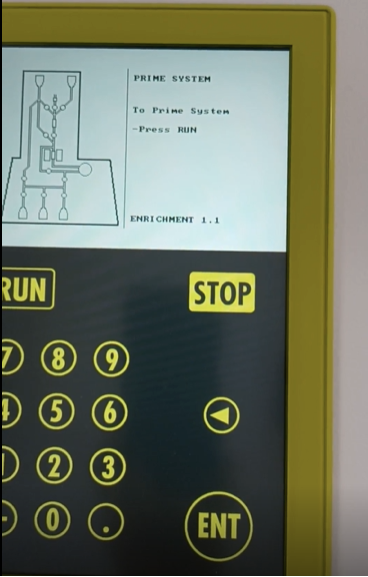 PRIME SYSTEM
To Prime System
-Press RUN
ENRICHMENT 1.1
RUN
STOP
7 8 9
4 5 6
2 3
0 .
ENT